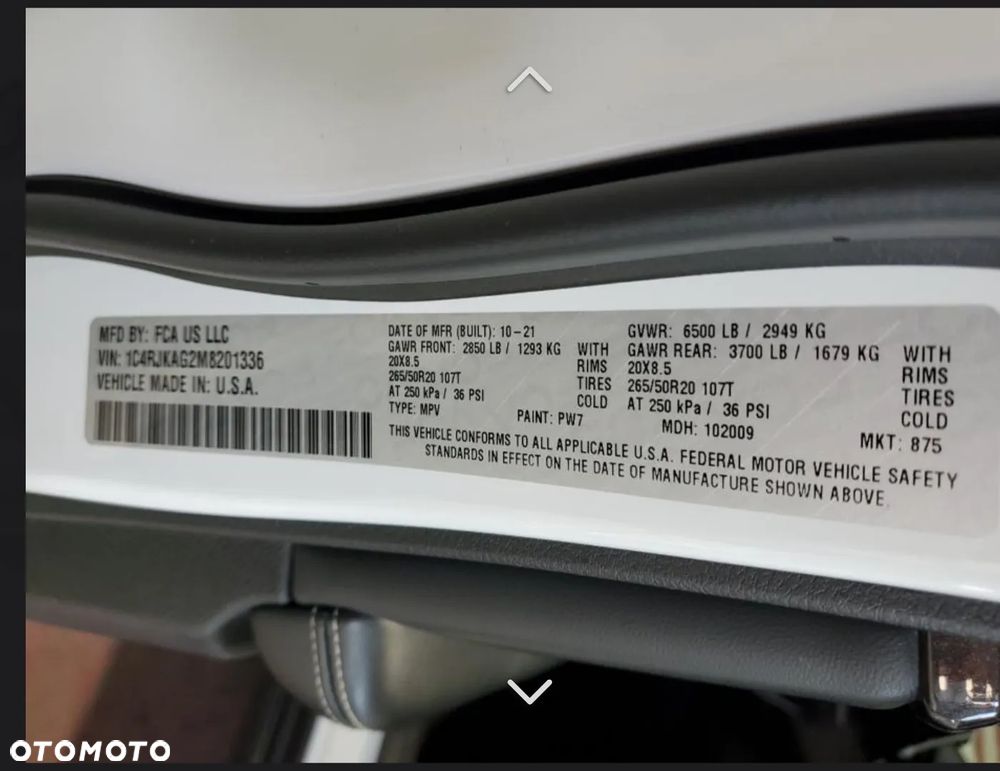 MFD BY: FCA US LLC
VIN: 1C4RJKAG2M8201336
VEHICLE MADE IN: U.S.A.
DATE OF MFR (BUILT): 10-21
GAWR FRONT: 2850 LB / 1293 KG WITH
20X8.5 RIMS
265/50R20 107T TIRES
AT 250 kPa / 36 PSI COLD
TYPE: MPV PAINT: PW7
GVWR: 6500 LB / 2949 KG
GAWR REAR: 3700 LB / 1679 KG WITH
20X8.5 RIMS
265/50R20 107T TIRES
AT 250 kPa / 36 PSI COLD
MDH: 102009 MKT: 875
THIS VEHICLE CONFORMS TO ALL APPLICABLE U.S.A. FEDERAL MOTOR VEHICLE SAFETY
STANDARDS IN EFFECT ON THE DATE OF MANUFACTURE SHOWN ABOVE.
OTOMOTO